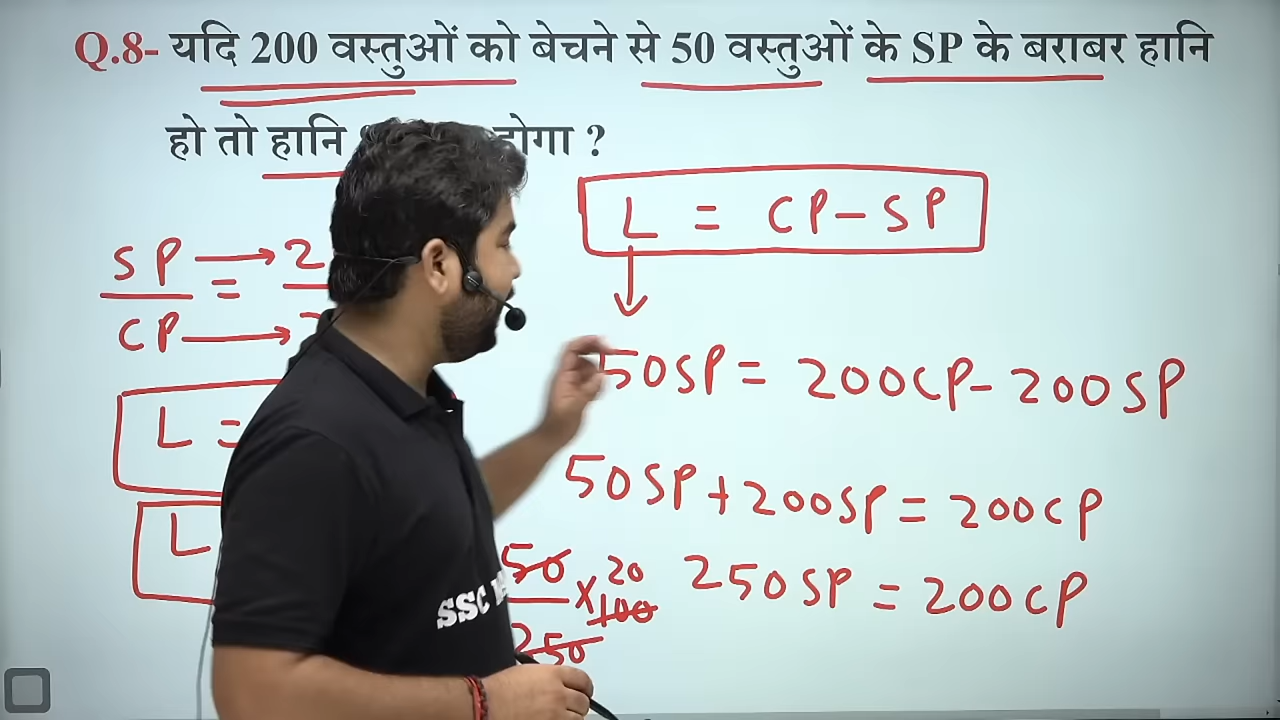 Q.8- यदि 200 वस्तुओं को बेचने से 50 वस्तुओं के SP के बराबर हानि
हो तो हानि होगा ?
L = CP - SP
SP → = 2
CP →
50SP = 200CP - 200SP
L =
50SP + 200SP = 200CP
L
50 × 100 20
250
250SP = 200CP
SSC